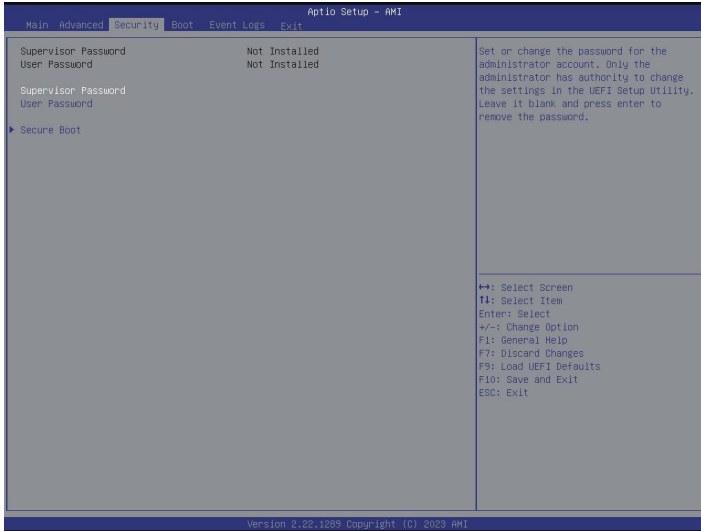 Aptio Setup – AMI
Main Advanced Security Boot Event Logs Exit
Supervisor Password Not Installed
User Password Not Installed
Supervisor Password
User Password
▶ Secure Boot
Set or change the password for the
administrator account. Only the
administrator has authority to change
the settings in the UEFI Setup Utility.
Leave it blank and press enter to
remove the password.
↔: Select Screen
↑↓: Select Item
Enter: Select
+/-: Change Option
F1: General Help
F7: Discard Changes
F9: Load UEFI Defaults
F10: Save and Exit
ESC: Exit
Version 2.22.1289 Copyright (C) 2023 AMI